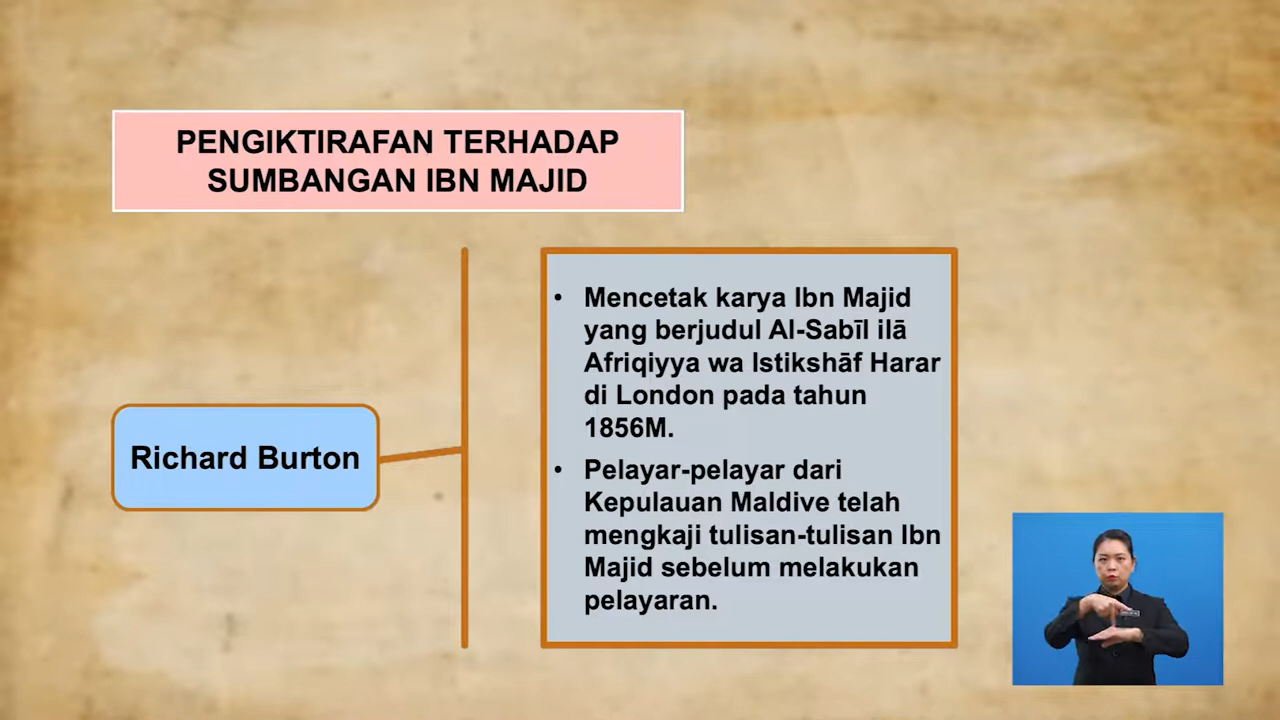 PENGIKTIRAFAN TERHADAP
SUMBANGAN IBN MAJID
Richard Burton
• Mencetak karya Ibn Majid
yang berjudul Al-Sabīl ilā
Afriqiyya wa Istikshāf Harar
di London pada tahun
1856M.
• Pelayar-pelayar dari
Kepulauan Maldive telah
mengkaji tulisan-tulisan Ibn
Majid sebelum melakukan
pelayaran.